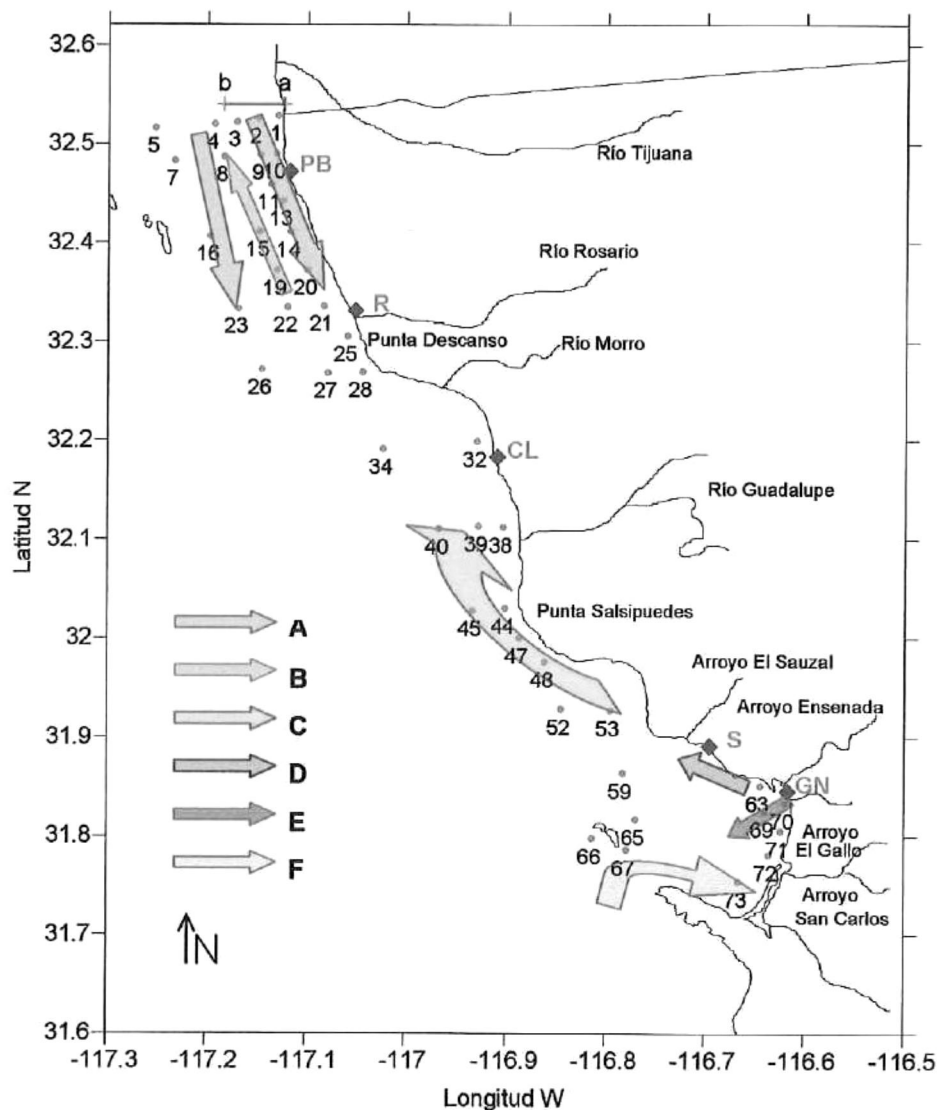 32.6
32.5
32.4
32.3
32.2
32.1
32
31.9
31.8
31.7
31.6
Latitud N
b a
5 4 3 2 1
7 8 9 10 PB
11
13
16 15 14
19 20
23 22 21 R
25
26 27 28
34 32 CL
40 39 38
45 44
47
48
52 53
59 S
63 GN
65 69 70
66 67 71
72
73
Río Tijuana
Río Rosario
Punta Descanso
Río Morro
Río Guadalupe
Punta Salsipuedes
Arroyo El Sauzal
Arroyo Ensenada
Arroyo
El Gallo
Arroyo
San Carlos
A
B
C
D
E
F
N
-117.3 -117.2 -117.1 -117 -116.9 -116.8 -116.7 -116.6 -116.5
Longitud W